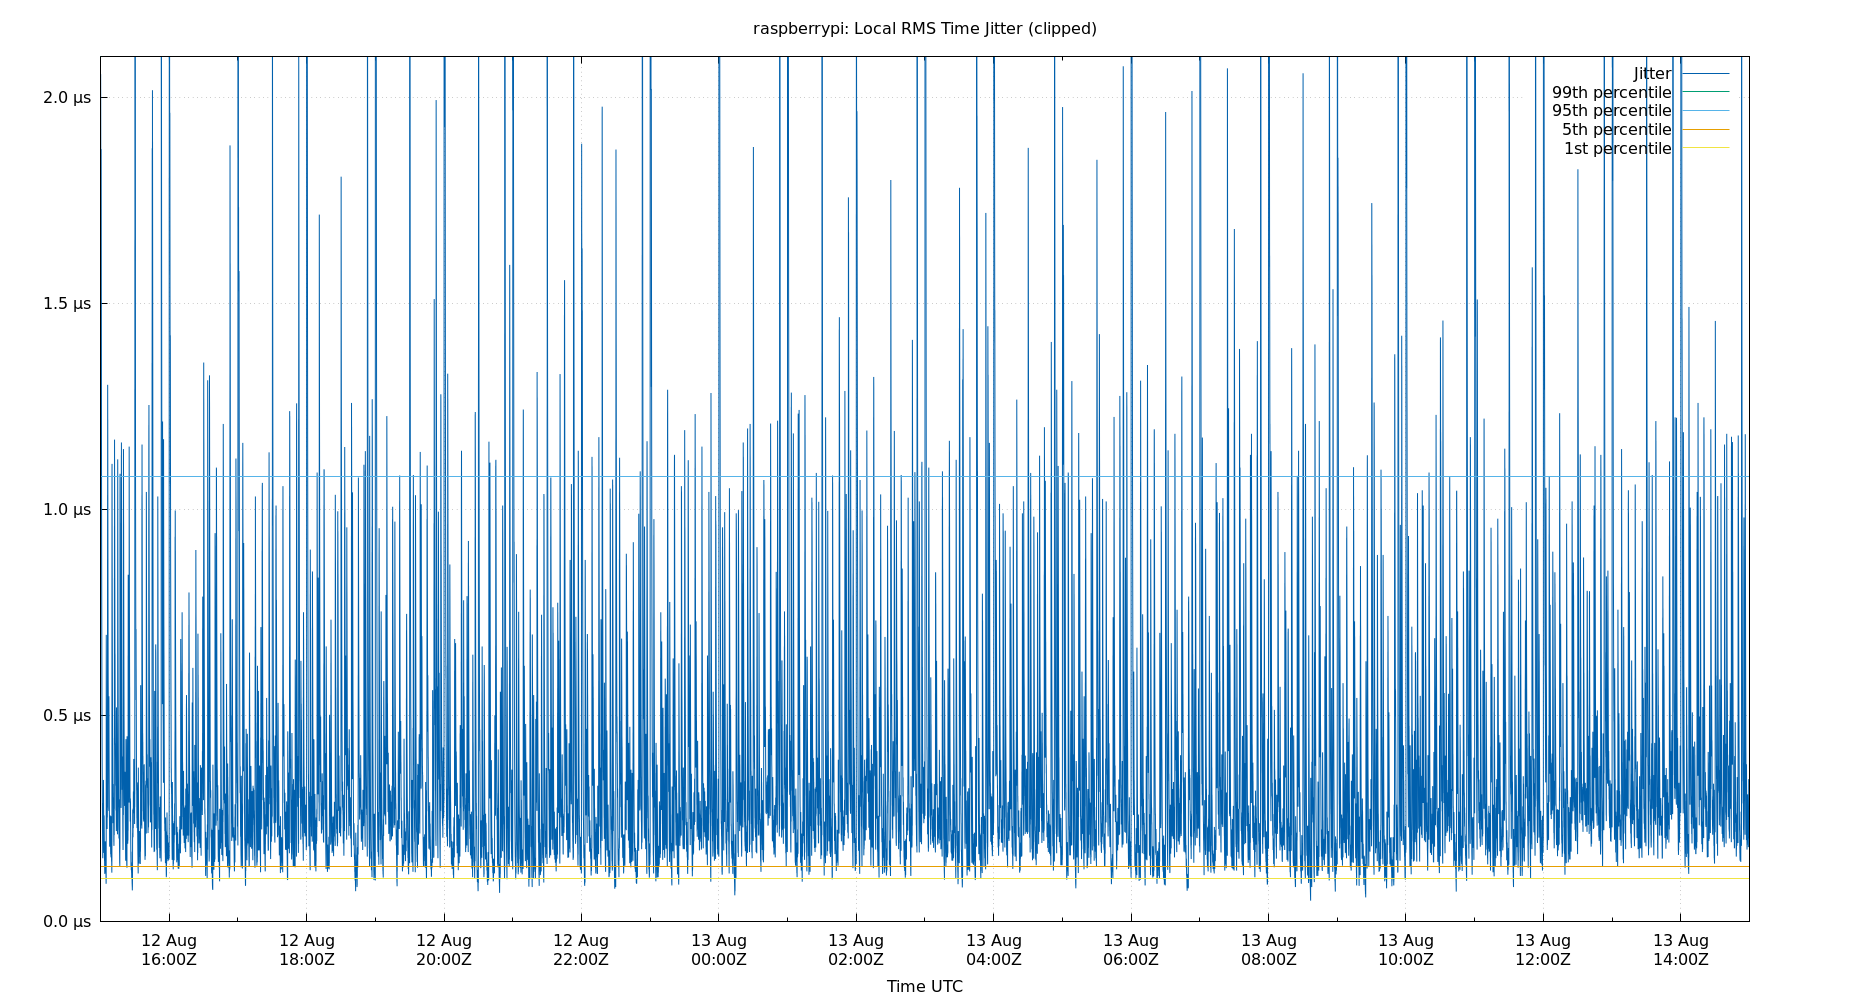 raspberrypi: Local RMS Time Jitter (clipped)
Jitter
99th percentile
95th percentile
5th percentile
1st percentile
2.0 µs
1.5 µs
1.0 µs
0.5 µs
0.0 µs
12 Aug 12 Aug 12 Aug 12 Aug 13 Aug 13 Aug 13 Aug 13 Aug 13 Aug 13 Aug 13 Aug 13 Aug
16:00Z 18:00Z 20:00Z 22:00Z 00:00Z 02:00Z 04:00Z 06:00Z 08:00Z 10:00Z 12:00Z 14:00Z
Time UTC